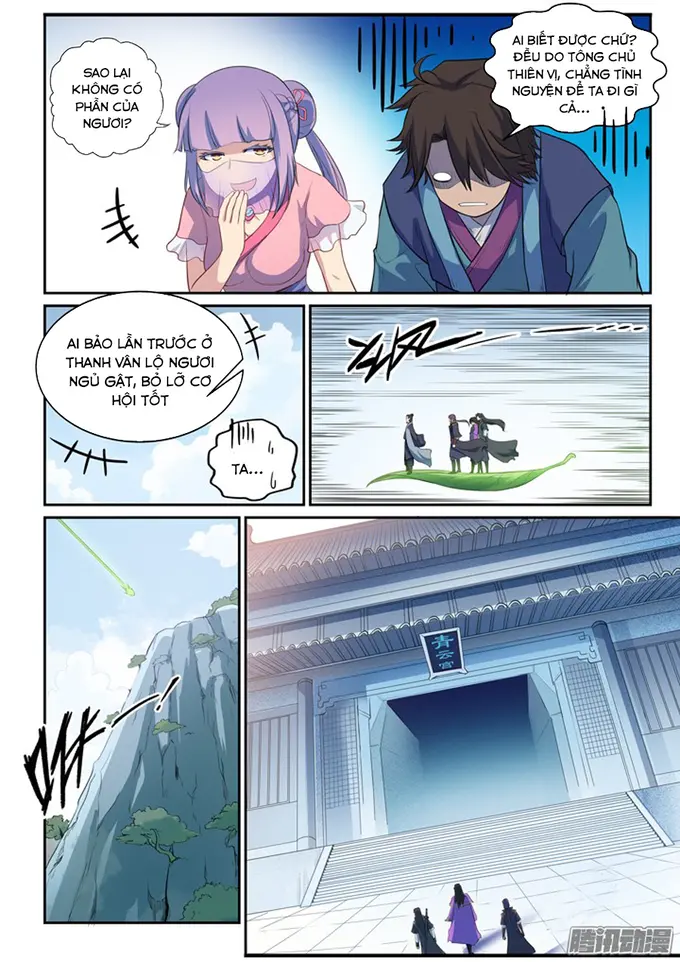 SAO LẠI
KHÔNG CÓ
PHẦN CỦA
NGƯƠI?
AI BIẾT ĐƯỢC CHỨ?
ĐỀU DO TÔNG CHỦ
THIÊN VỊ, CHẲNG TÌNH
NGUYỆN ĐỂ TA ĐI GÌ
CẢ...
AI BẢO LẦN TRƯỚC Ở
THANH VÂN LỘ NGƯƠI
NGỦ GẬT, BỎ LỠ CƠ
HỘI TỐT
TA...
青云宫
腾讯动漫